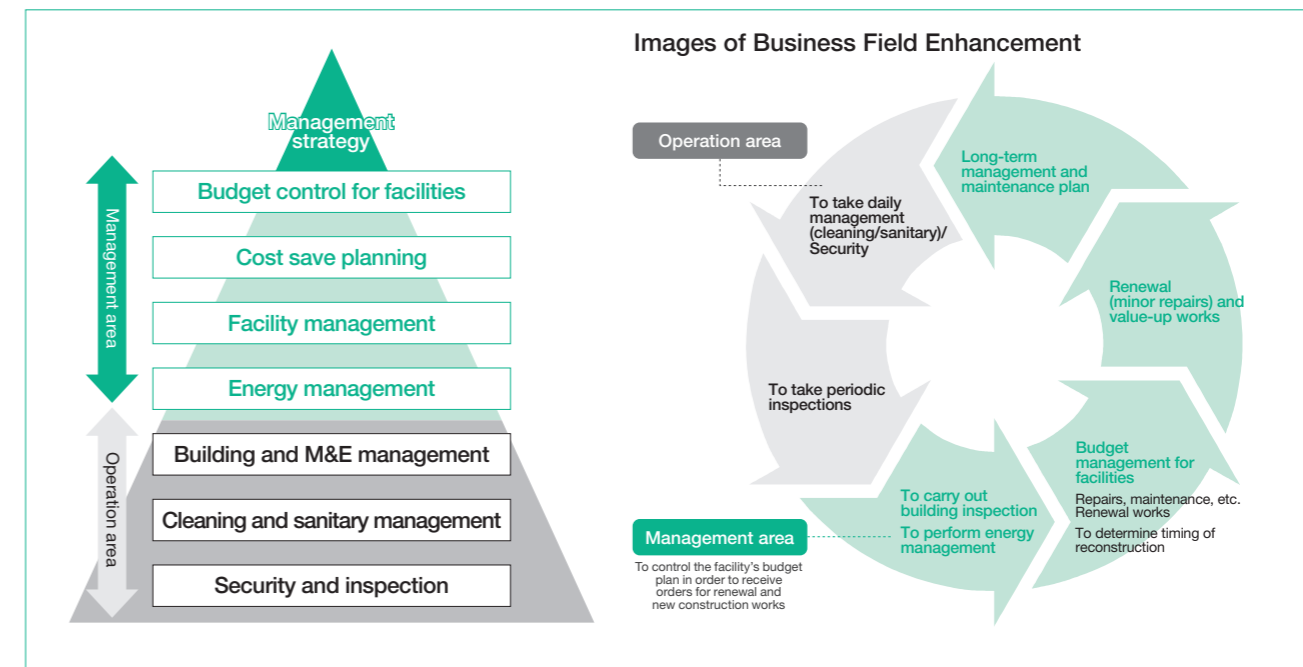 Management
strategy
Management area
Budget control for facilities
Cost save planning
Facility management
Energy management
Operation area
Building and M&E management
Cleaning and sanitary management
Security and inspection
Images of Business Field Enhancement
Operation area
To take daily
management
(cleaning/sanitary)/
Security
To take periodic
inspections
Long-term
management and
maintenance plan
Renewal
(minor repairs) and
value-up works
Budget
management for
facilities
Repairs, maintenance, etc.
Renewal works
To determine timing of
reconstruction
To carry out
building inspection
To perform energy
management
Management area
To control the facility's budget
plan in order to receive
orders for renewal and
new construction works